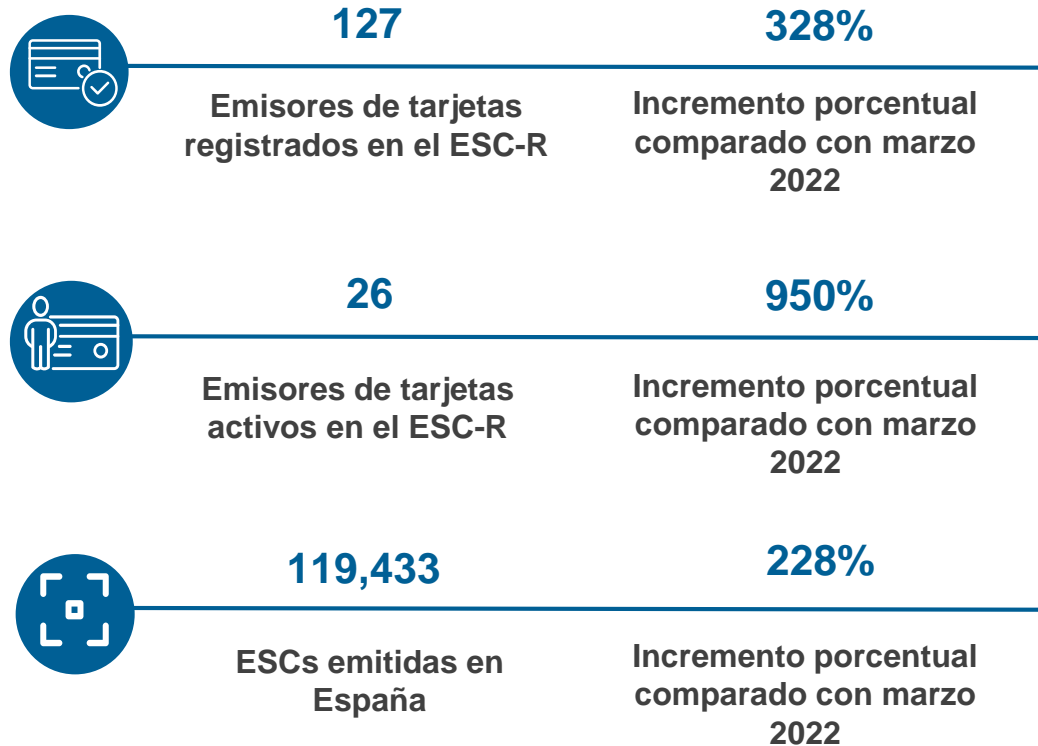 127
328%
Emisores de tarjetas
registrados en el ESC-R
Incremento porcentual
comparado con marzo
2022
26
950%
Emisores de tarjetas
activos en el ESC-R
Incremento porcentual
comparado con marzo
2022
119,433
228%
ESCs emitidas en
España
Incremento porcentual
comparado con marzo
2022